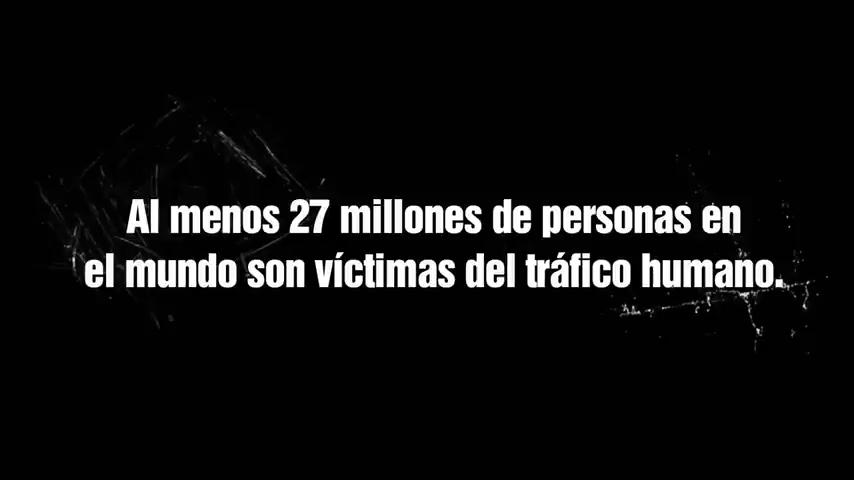 Al menos 27 millones de personas en
el mundo son víctimas del tráfico humano.